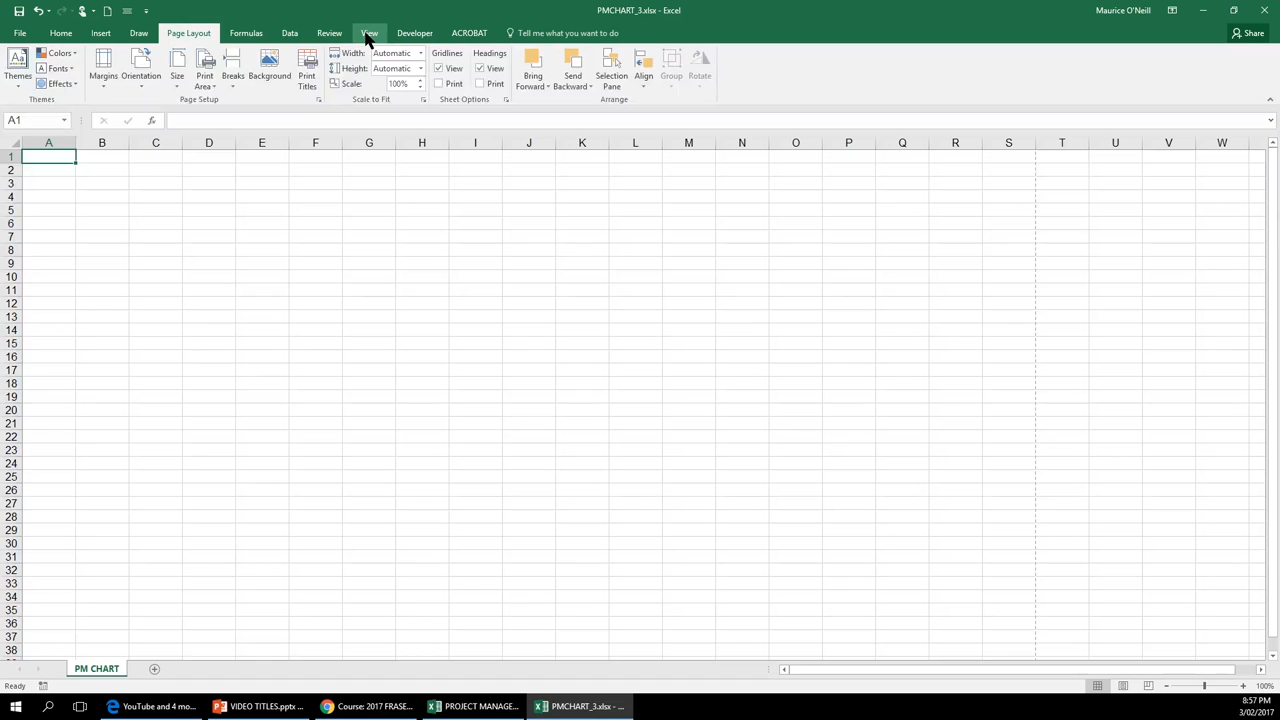 PMCHART_3.xlsx - Excel
Maurice O'Neill
File Home Insert Draw Page Layout Formulas Data Review View Developer ACROBAT Tell me what you want to do Share
Themes Colors Fonts Effects
Margins Orientation Size Print Area Breaks Background Print Titles
Width: Automatic
Height: Automatic
Scale: 100%
Gridlines Headings
View View
Print Print
Bring Forward Send Backward Selection Pane Align Group Rotate
Themes Page Setup Scale to Fit Sheet Options Arrange
A1 fx
A B C D E F G H I J K L M N O P Q R S T U V W
1
2
3
4
5
6
7
8
9
10
11
12
13
14
15
16
17
18
19
20
21
22
23
24
25
26
27
28
29
30
31
32
33
34
35
36
37
38
PM CHART
Ready 100%
YouTube and 4 mo... VIDEO TITLES.pptx ... Course: 2017 FRASE... PROJECT MANAGE... PMCHART_3.xlsx - ... 8:57 PM
3/02/2017